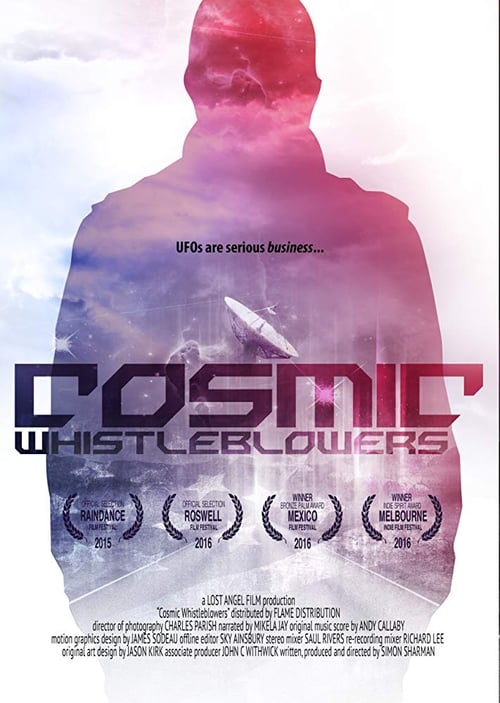 UFOs are serious business...
COSMIC
WHISTLEBLOWERS
OFFICIAL SELECTION
RAINDANCE
FILM FESTIVAL
2015
OFFICIAL SELECTION
ROSWELL
FILM FESTIVAL
2016
WINNER
BRONZE PALM AWARD
MEXICO
FILM FESTIVAL
2016
WINNER
INDIE SPIRIT AWARD
MELBOURNE
INDIE FILM FESTIVAL
2016
a LOST ANGEL FILM production
"Cosmic Whistleblowers" distributed by FLAME DISTRIBUTION
director of photography CHARLES PARISH narrated by MIKELA JAY original music score by ANDY CALLABY
motion graphics design by JAMES SODEAU offline editor SKY AINSBURY stereo mixer SAUL RIVERS re-recording mixer RICHARD LEE
original art design by JASON KIRK associate producer JOHN C WITHWICK written, produced and directed by SIMON SHARMAN